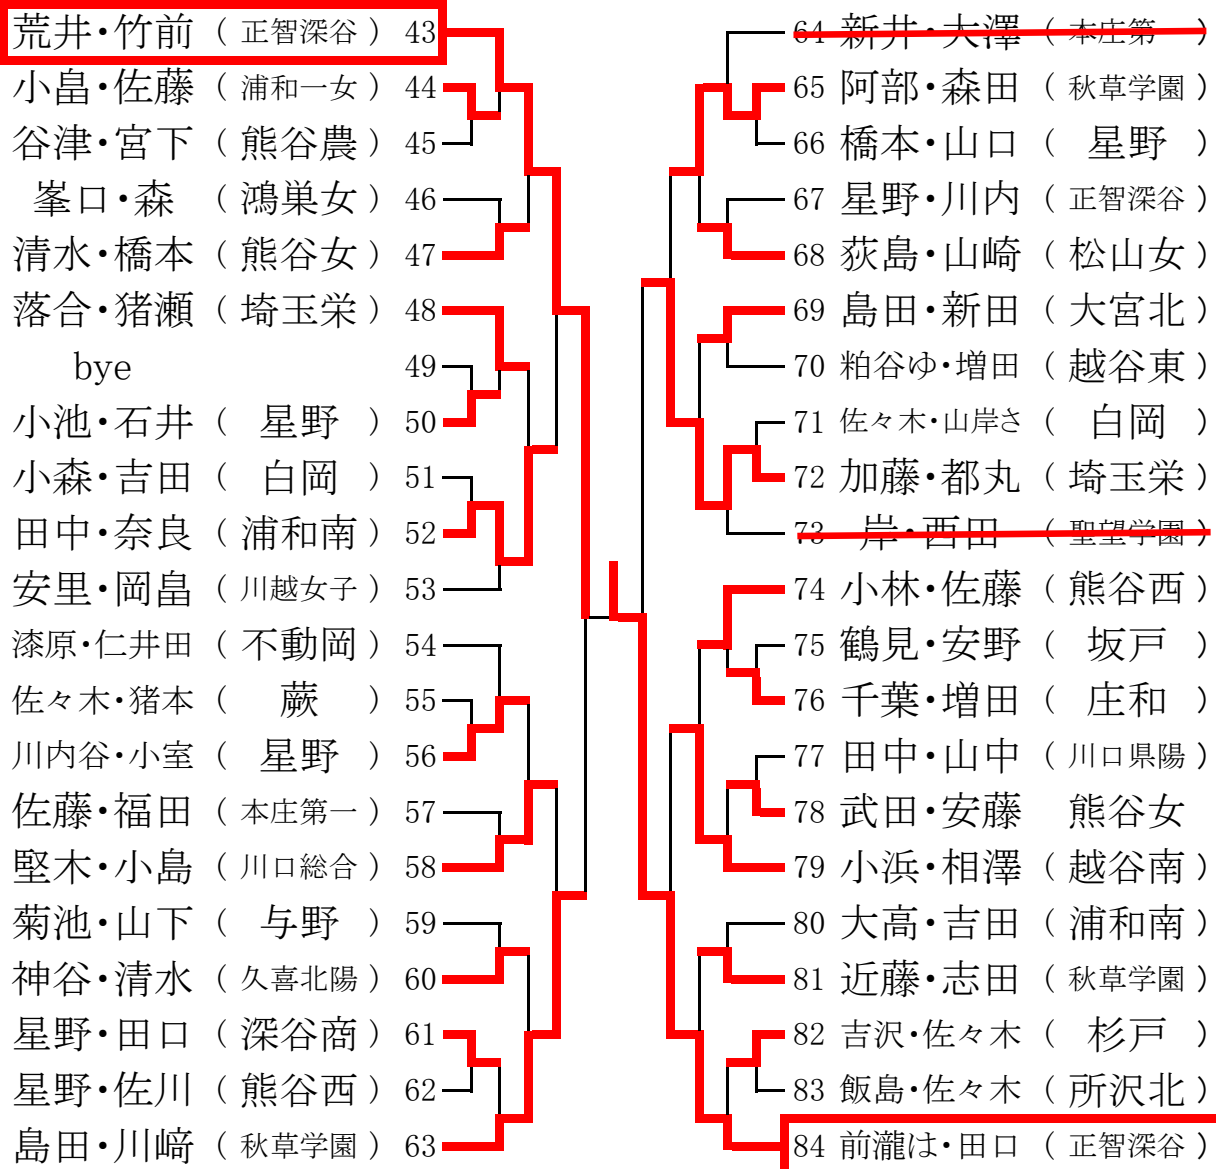 荒井・竹前 ( 正智深谷 ) 43
小畠・佐藤 ( 浦和一女 ) 44
谷津・宮下 ( 熊谷農 ) 45
峯口・森 ( 鴻巣女 ) 46
清水・橋本 ( 熊谷女 ) 47
落合・猪瀬 ( 埼玉栄 ) 48
bye 49
小池・石井 ( 星野 ) 50
小森・吉田 ( 白岡 ) 51
田中・奈良 ( 浦和南 ) 52
安里・岡畠 ( 川越女子 ) 53
漆原・仁井田 ( 不動岡 ) 54
佐々木・猪本 ( 蕨 ) 55
川内谷・小室 ( 星野 ) 56
佐藤・福田 ( 本庄第一 ) 57
堅木・小島 ( 川口総合 ) 58
菊池・山下 ( 与野 ) 59
神谷・清水 ( 久喜北陽 ) 60
星野・田口 ( 深谷商 ) 61
星野・佐川 ( 熊谷西 ) 62
島田・川﨑 ( 秋草学園 ) 63
64 新井・大澤 ( 本庄第一 )
65 阿部・森田 ( 秋草学園 )
66 橋本・山口 ( 星野 )
67 星野・川内 ( 正智深谷 )
68 荻島・山崎 ( 松山女 )
69 島田・新田 ( 大宮北 )
70 粕谷ゆ・増田 ( 越谷東 )
71 佐々木・山岸さ ( 白岡 )
72 加藤・都丸 ( 埼玉栄 )
73 岸・西田 ( 聖望学園 )
74 小林・佐藤 ( 熊谷西 )
75 鶴見・安野 ( 坂戸 )
76 千葉・増田 ( 庄和 )
77 田中・山中 ( 川口県陽 )
78 武田・安藤 熊谷女
79 小浜・相澤 ( 越谷南 )
80 大高・吉田 ( 浦和南 )
81 近藤・志田 ( 秋草学園 )
82 吉沢・佐々木 ( 杉戸 )
83 飯島・佐々木 ( 所沢北 )
84 前瀧は・田口 ( 正智深谷 )